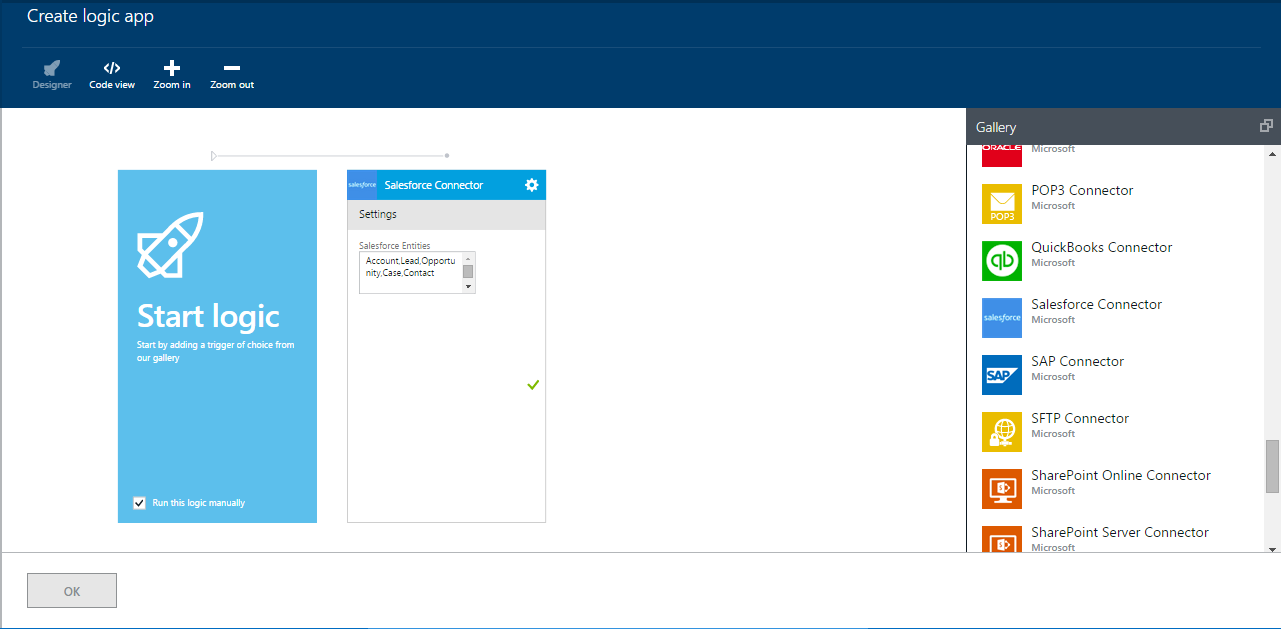 Create logic app
Designer
Code view
Zoom in
Zoom out
Start logic
Start by adding a trigger of choice from
our gallery
Run this logic manually
salesforce
Salesforce Connector
Settings
Salesforce Entities
Account,Lead,Opportu
nity,Case,Contact
Gallery
ORACLE
Microsoft
POP3
POP3 Connector
Microsoft
qb
QuickBooks Connector
Microsoft
salesforce
Salesforce Connector
Microsoft
SAP
SAP Connector
Microsoft
SFTP Connector
Microsoft
SharePoint Online Connector
Microsoft
SharePoint Server Connector
Microsoft
OK